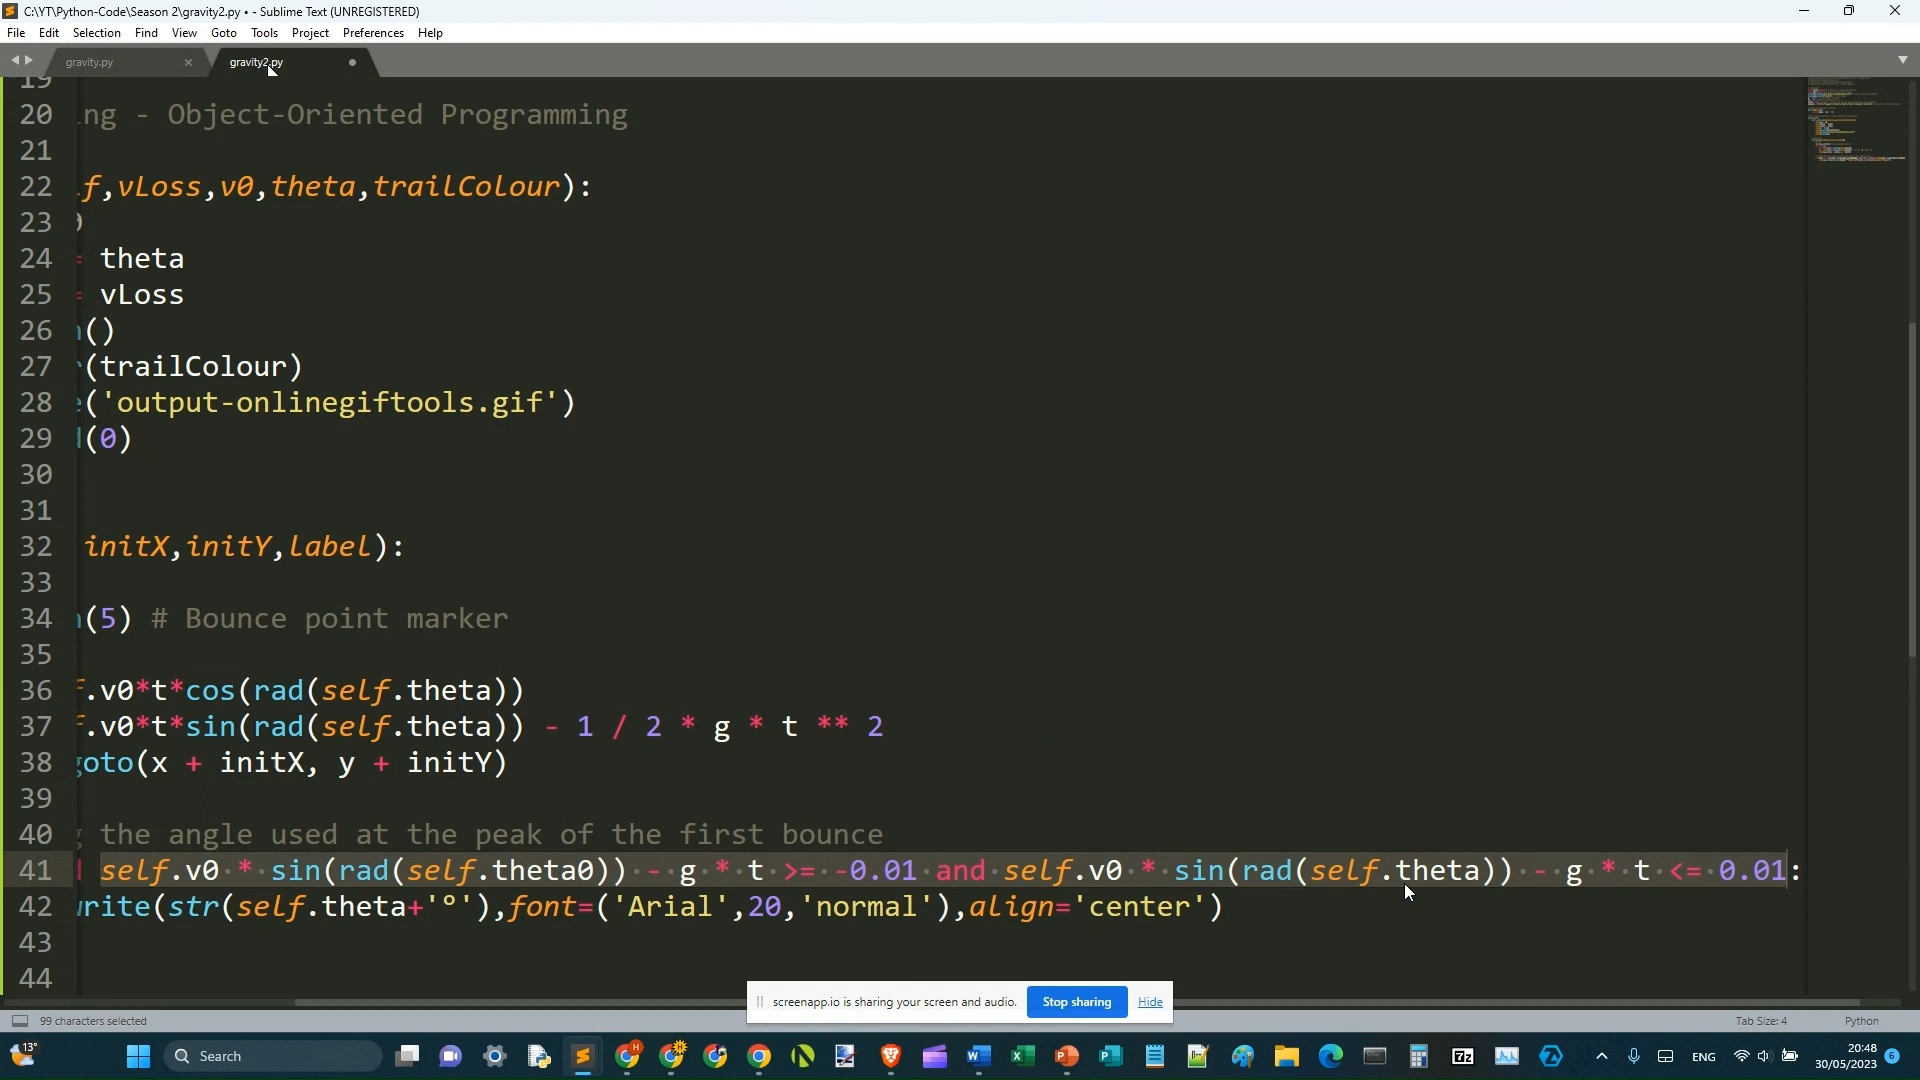 C:\YT\Python-Code\Season 2\gravity2.py • - Sublime Text (UNREGISTERED)
File Edit Selection Find View Goto Tools Project Preferences Help
gravity.py gravity2.py
19
20 ing - Object-Oriented Programming
21
22 f,vLoss,v0,theta,trailColour):
23 0
24 = theta
25 = vLoss
26 ()
27 r(trailColour)
28 e('output-onlinegiftools.gif')
29 d(0)
30
31
32 initX,initY,label):
33
34 n(5) # Bounce point marker
35
36 f.v0*t*cos(rad(self.theta))
37 f.v0*t*sin(rad(self.theta)) - 1 / 2 * g * t ** 2
38 goto(x + initX, y + initY)
39
40 g the angle used at the peak of the first bounce
41 d self.v0 * sin(rad(self.theta0)) - g * t >= -0.01 and self.v0 * sin(rad(self.theta)) - g * t <= 0.01:
42 write(str(self.theta+'º'),font=('Arial',20,'normal'),align='center')
43
44
screenapp.io is sharing your screen and audio. Stop sharing Hide
99 characters selected Tab Size: 4 Python
13° Search ENG 20:48
30/05/2023 6